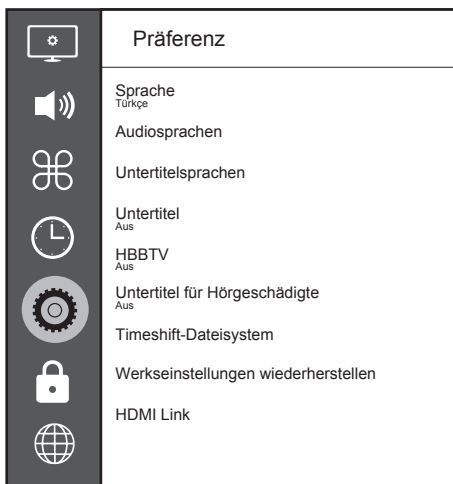 Präferenz
Sprache
Türkçe
Audiosprachen
Untertitelsprachen
Untertitel
Aus
HBBTV
Aus
Untertitel für Hörgeschädigte
Aus
Timeshift-Dateisystem
Werkseinstellungen wiederherstellen
HDMI Link